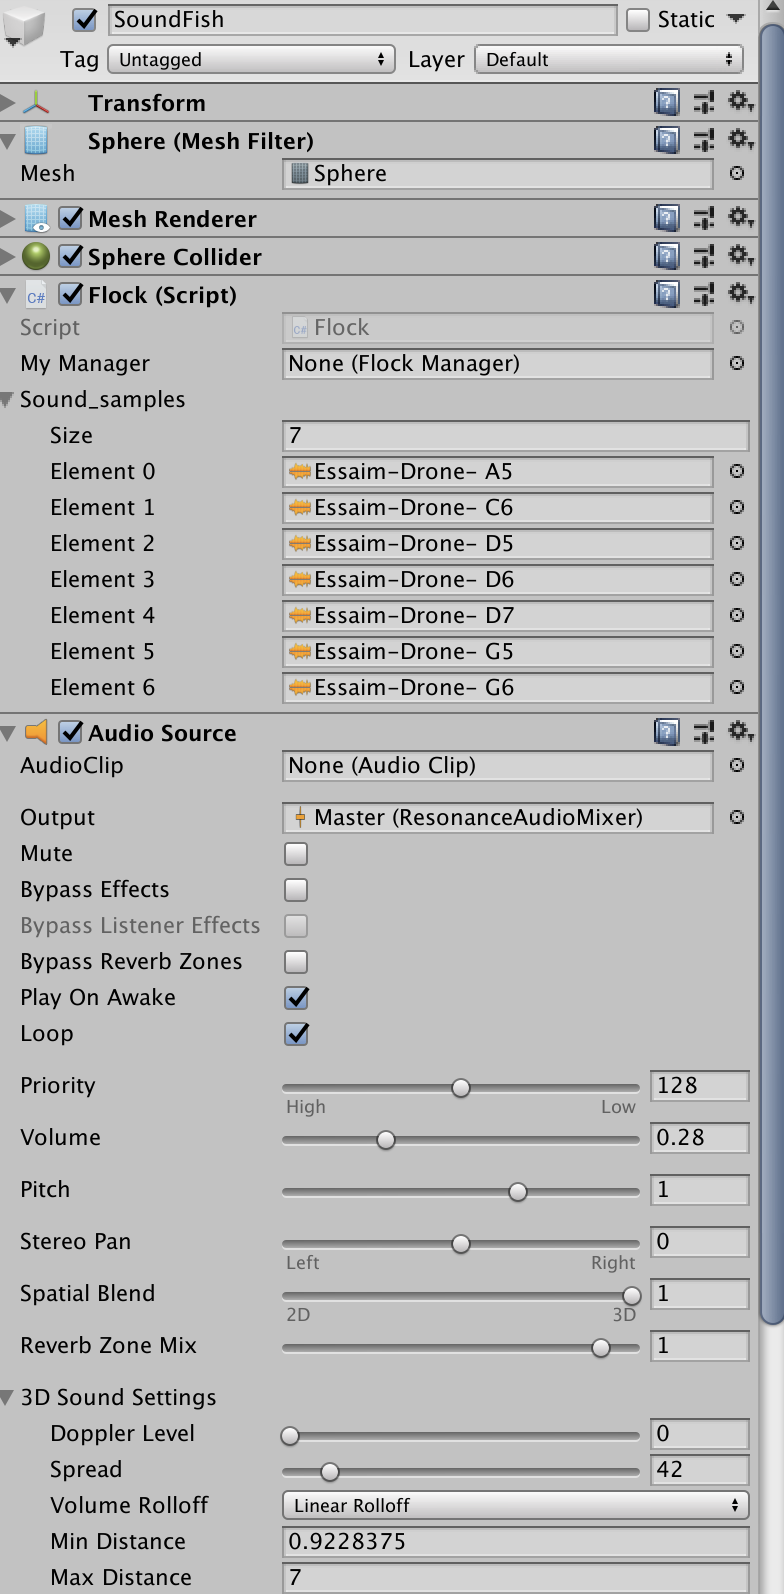 SoundFish Static
Tag Untagged Layer Default
Transform
Sphere (Mesh Filter)
Mesh Sphere
Mesh Renderer
Sphere Collider
C# Flock (Script)
Script C# Flock
My Manager None (Flock Manager)
Sound_samples
Size 7
Element 0 Essaim-Drone- A5
Element 1 Essaim-Drone- C6
Element 2 Essaim-Drone- D5
Element 3 Essaim-Drone- D6
Element 4 Essaim-Drone- D7
Element 5 Essaim-Drone- G5
Element 6 Essaim-Drone- G6
Audio Source
AudioClip None (Audio Clip)
Output Master (ResonanceAudioMixer)
Mute
Bypass Effects
Bypass Listener Effects
Bypass Reverb Zones
Play On Awake
Loop
Priority 128
High Low
Volume 0.28
Pitch 1
Stereo Pan 0
Left Right
Spatial Blend 1
2D 3D
Reverb Zone Mix 1
3D Sound Settings
Doppler Level 0
Spread 42
Volume Rolloff Linear Rolloff
Min Distance 0.9228375
Max Distance 7